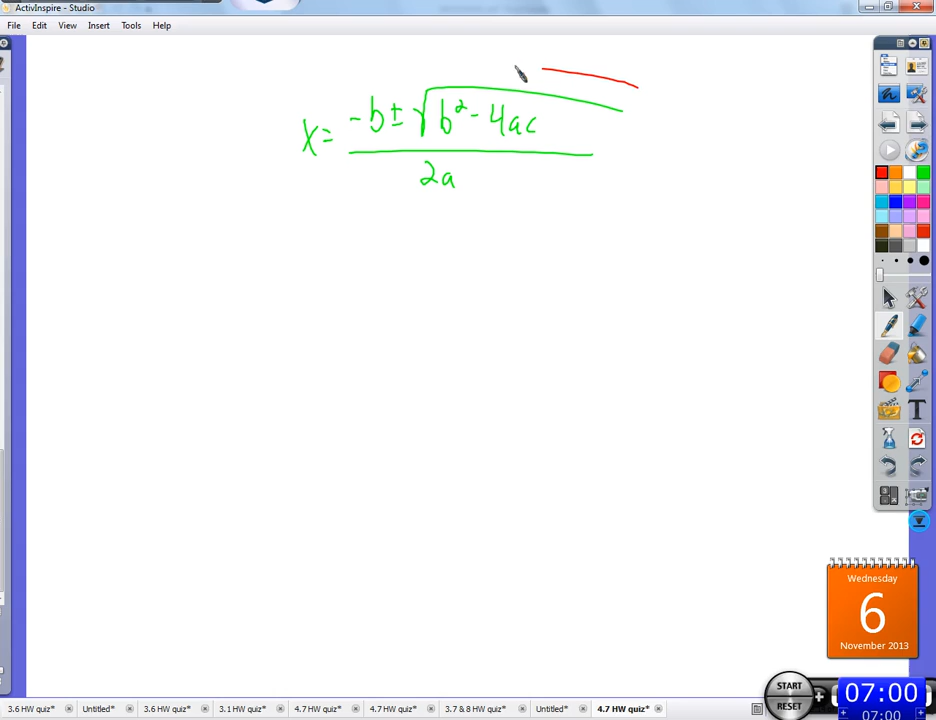 ActivInspire - Studio
File Edit View Insert Tools Help
x = -b ± √b² - 4ac
2a
Wednesday
6
November 2013
START
RESET
07:00
07:00
3.6 HW quiz* Untitled* 3.6 HW quiz* 3.1 HW quiz* 4.7 HW quiz* 4.7 HW quiz* 3.7 & 8 HW quiz* Untitled* 4.7 HW quiz*